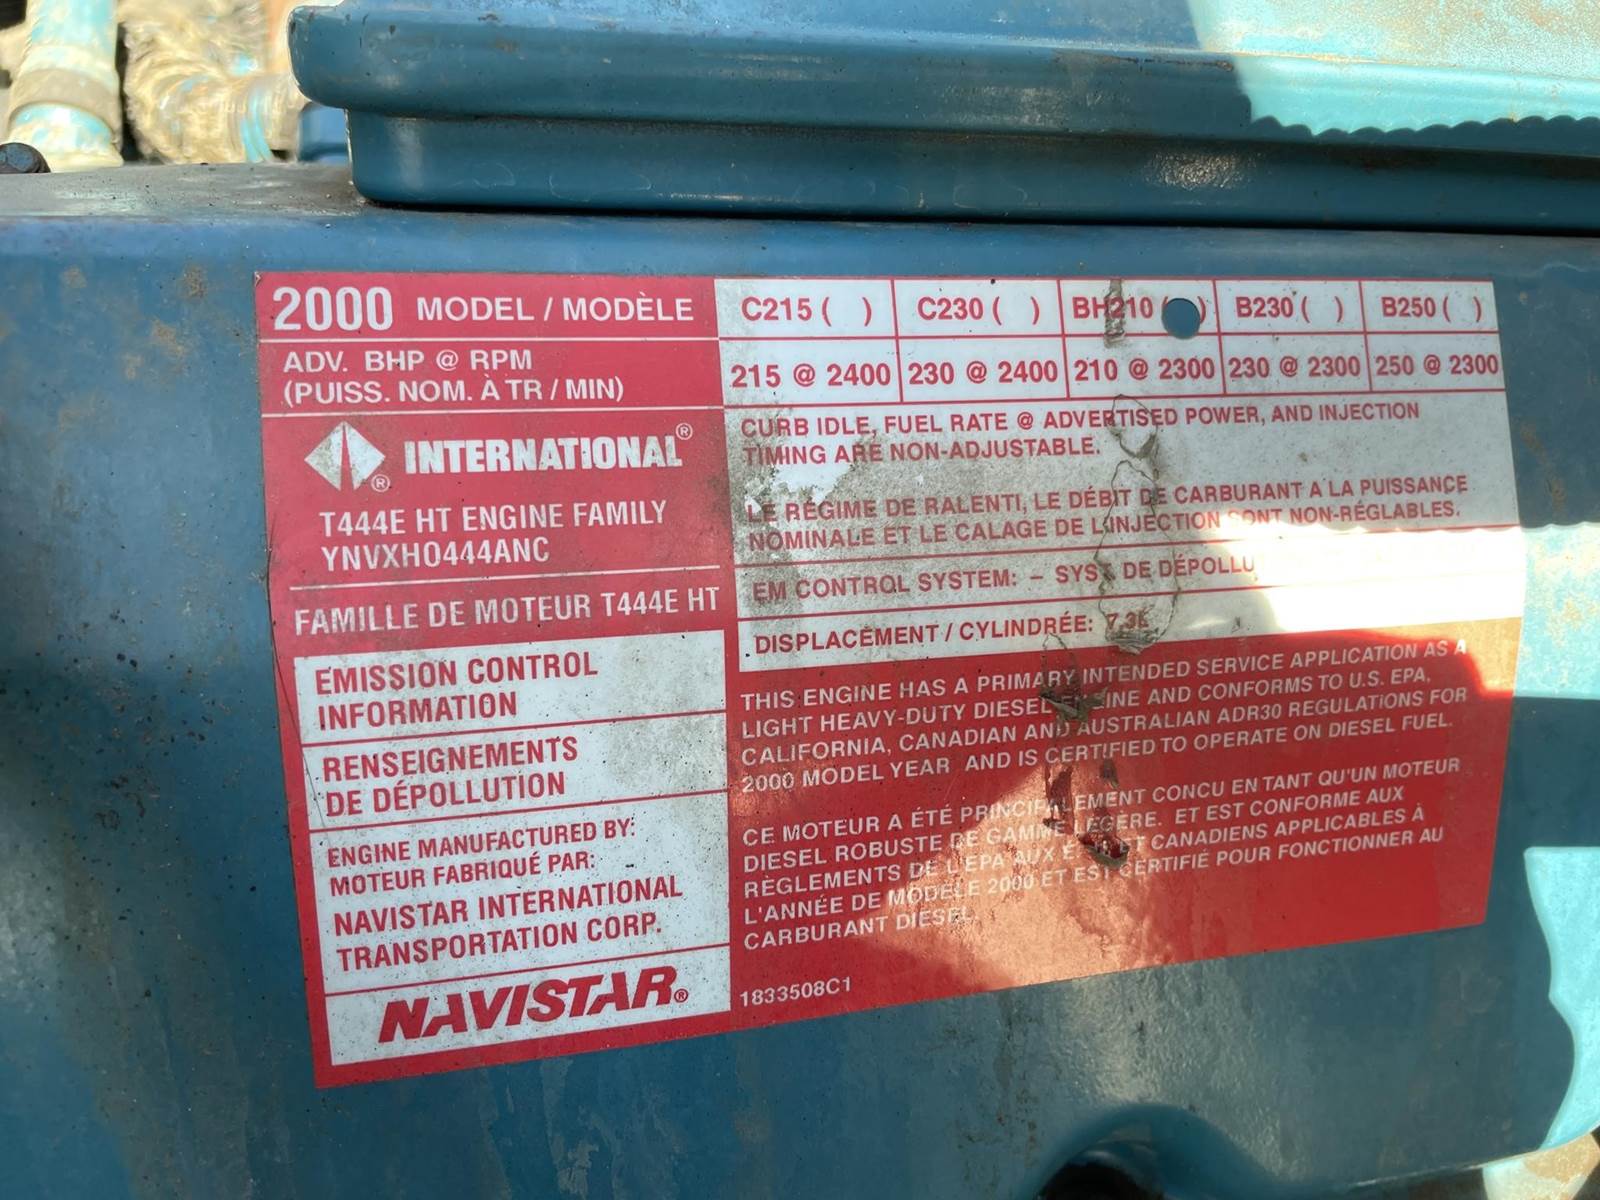 2000 MODEL / MODÈLE
C215 ( ) C230 ( ) BH210 ( ) B230 ( ) B250 ( )
ADV. BHP @ RPM
(PUISS. NOM. À TR / MIN)
215 @ 2400 230 @ 2400 210 @ 2300 230 @ 2300 250 @ 2300
INTERNATIONAL®
®
T444E HT ENGINE FAMILY
YNVXH0444ANC
FAMILLE DE MOTEUR T444E HT
EMISSION CONTROL
INFORMATION
RENSEIGNEMENTS
DE DÉPOLLUTION
ENGINE MANUFACTURED BY:
MOTEUR FABRIQUÉ PAR:
NAVISTAR INTERNATIONAL
TRANSPORTATION CORP.
NAVISTAR®
CURB IDLE, FUEL RATE @ ADVERTISED POWER, AND INJECTION
TIMING ARE NON-ADJUSTABLE.
LE RÉGIME DE RALENTI, LE DÉBIT DE CARBURANT A LA PUISSANCE
NOMINALE ET LE CALAGE DE L'INJECTION SONT NON-RÉGLABLES.
EM CONTROL SYSTEM: - SYS. DE
DISPLACEMENT / CYLINDRÉE: 7.3L
THIS ENGINE HAS A PRIMARY INTENDED SERVICE APPLICATION AS A
LIGHT HEAVY-DUTY DIESEL AND CONFORMS TO U.S. EPA,
CALIFORNIA, CANADIAN AND AUSTRALIAN ADR30 REGULATIONS FOR
2000 MODEL YEAR AND IS CERTIFIED TO OPERATE ON DIESEL FUEL.
CE MOTEUR A ÉTÉ PRINCIPALEMENT CONCU EN TANT QU'UN MOTEUR
DIESEL ROBUSTE DE GAMME LÉGÈRE. ET EST CONFORME AUX
RÈGLEMENTS DE L'EPA AUX CANADIENS APPLICABLES À
L'ANNÉE DE MODÈLE 2000 ET EST CERTIFIÉ POUR FONCTIONNER AU
CARBURANT DIESEL
1833508C1